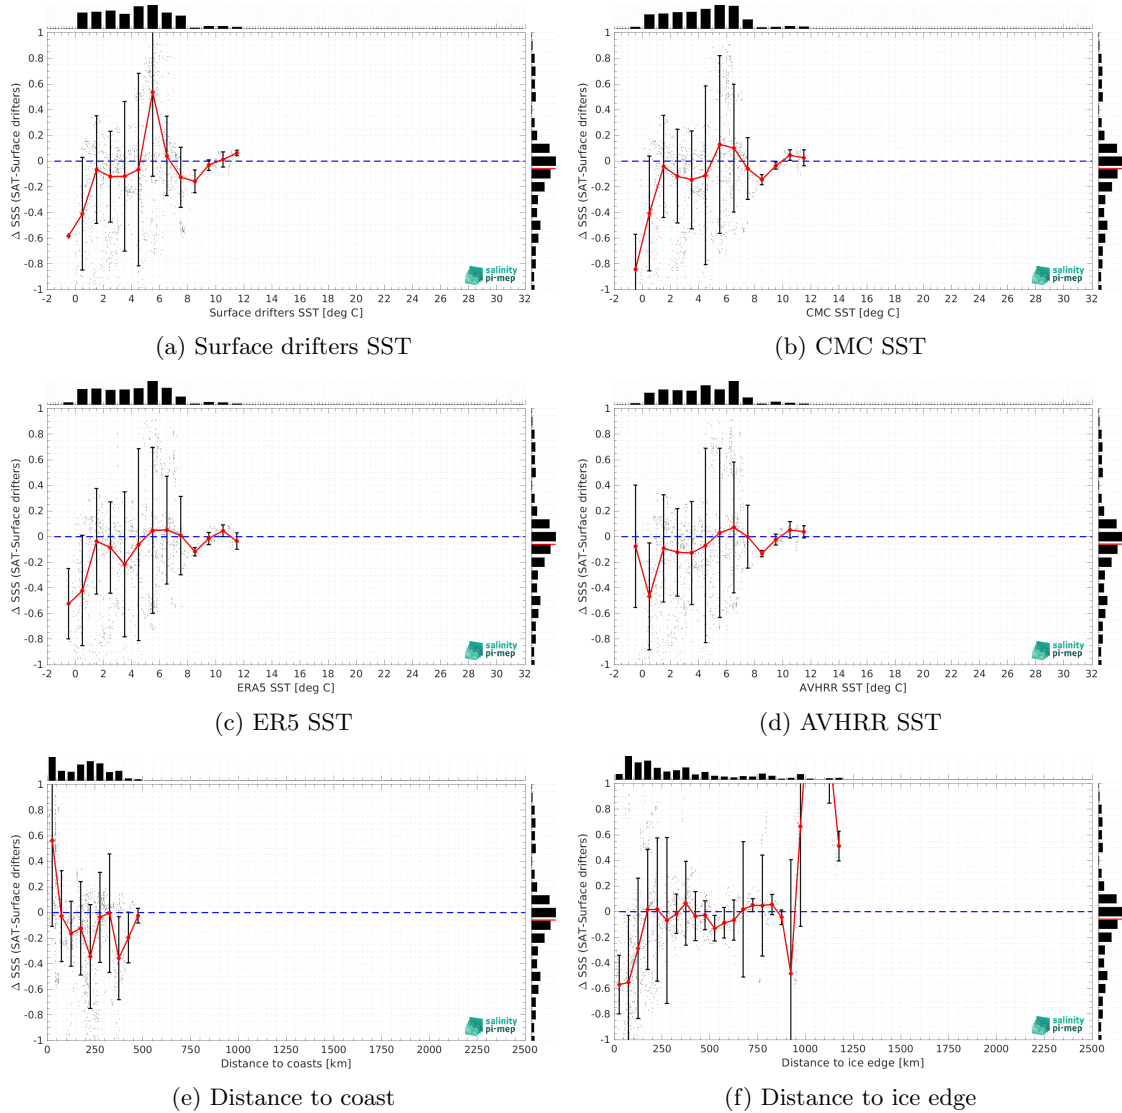 Δ SSS (SAT-Surface drifters)
1
0.8
0.6
0.4
0.2
0
-0.2
-0.4
-0.6
-0.8
-1
salinity
pi-mep
-2 0 2 4 6 8 10 12 14 16 18 20 22 24 26 28 30 32
Surface drifters SST [deg C]
(a) Surface drifters SST
Δ SSS (SAT-Surface drifters)
1
0.8
0.6
0.4
0.2
0
-0.2
-0.4
-0.6
-0.8
-1
salinity
pi-mep
-2 0 2 4 6 8 10 12 14 16 18 20 22 24 26 28 30 32
CMC SST [deg C]
(b) CMC SST
Δ SSS (SAT-Surface drifters)
1
0.8
0.6
0.4
0.2
0
-0.2
-0.4
-0.6
-0.8
-1
salinity
pi-mep
-2 0 2 4 6 8 10 12 14 16 18 20 22 24 26 28 30 32
ERA5 SST [deg C]
(c) ER5 SST
Δ SSS (SAT-Surface drifters)
1
0.8
0.6
0.4
0.2
0
-0.2
-0.4
-0.6
-0.8
-1
salinity
pi-mep
-2 0 2 4 6 8 10 12 14 16 18 20 22 24 26 28 30 32
AVHRR SST [deg C]
(d) AVHRR SST
Δ SSS (SAT-Surface drifters)
1
0.8
0.6
0.4
0.2
0
-0.2
-0.4
-0.6
-0.8
-1
salinity
pi-mep
0 250 500 750 1000 1250 1500 1750 2000 2250 2500
Distance to coasts [km]
(e) Distance to coast
Δ SSS (SAT-Surface drifters)
1
0.8
0.6
0.4
0.2
0
-0.2
-0.4
-0.6
-0.8
-1
salinity
pi-mep
0 250 500 750 1000 1250 1500 1750 2000 2250 2500
Distance to ice edge [km]
(f) Distance to ice edge